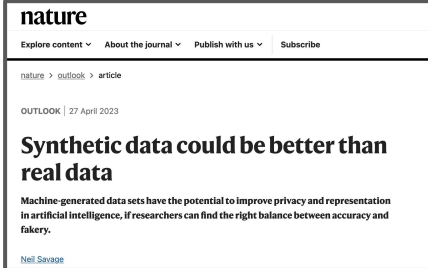 nature
Explore content About the journal Publish with us Subscribe
nature > outlook > article
OUTLOOK | 27 April 2023
Synthetic data could be better than
real data
Machine-generated data sets have the potential to improve privacy and representation
in artificial intelligence, if researchers can find the right balance between accuracy and
fakery.
Neil Savage